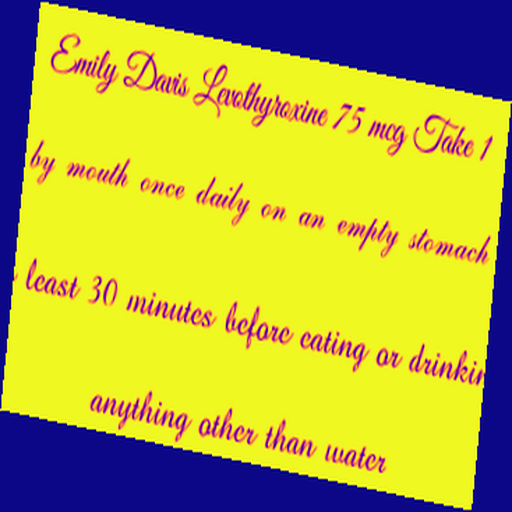 Emily Davis Levothyroxine 75 mcg Take 1
by mouth once daily on an empty stomach
least 30 minutes before eating or
anything other than water